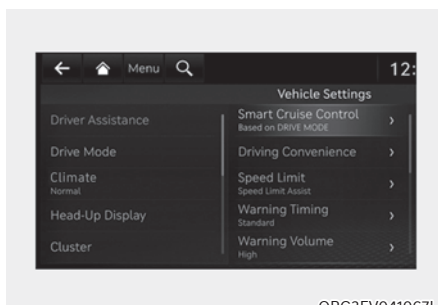 Menu
12:
Vehicle Settings
Driver Assistance
Drive Mode
Climate
Normal
Head-Up Display
Cluster
Smart Cruise Control
Based on DRIVE MODE
Driving Convenience
Speed Limit
Speed Limit Assist
Warning Timing
Standard
Warning Volume
High